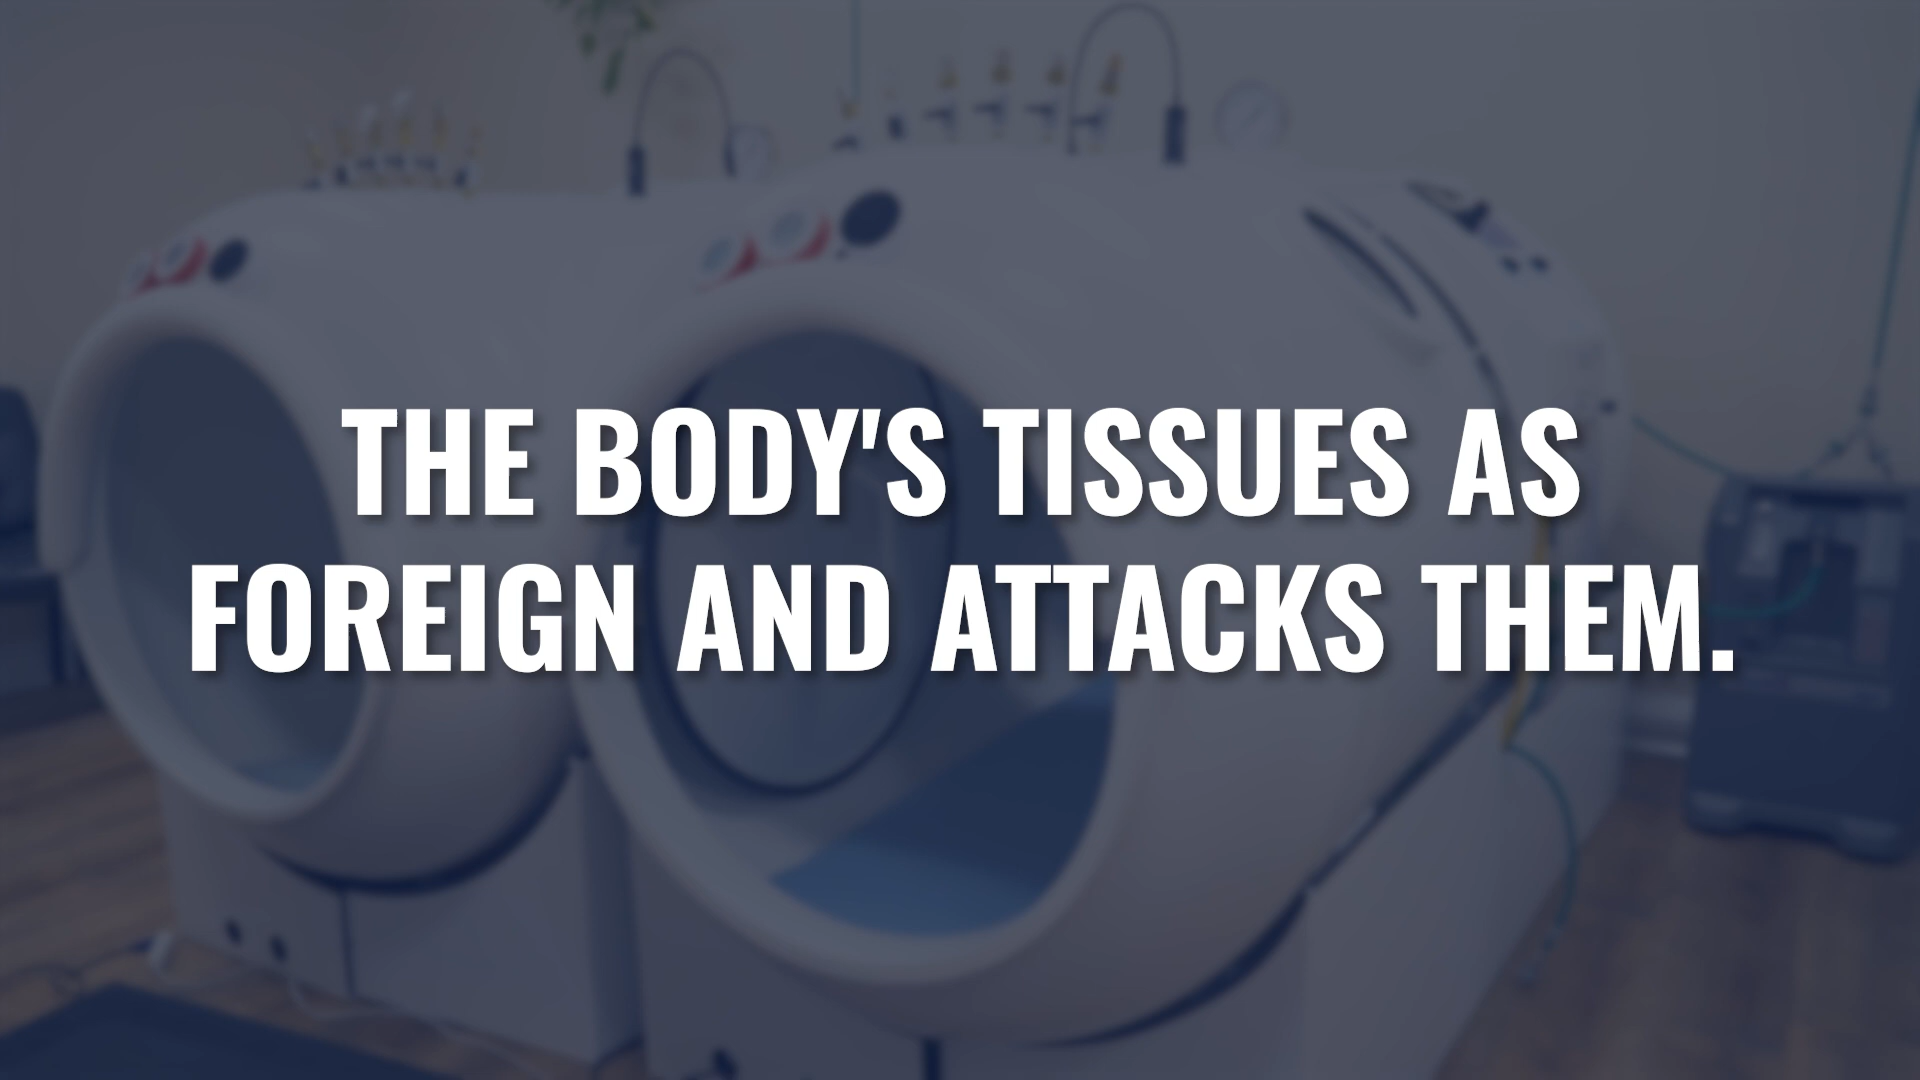 THE BODY'S TISSUES AS
FOREIGN AND ATTACKS THEM.